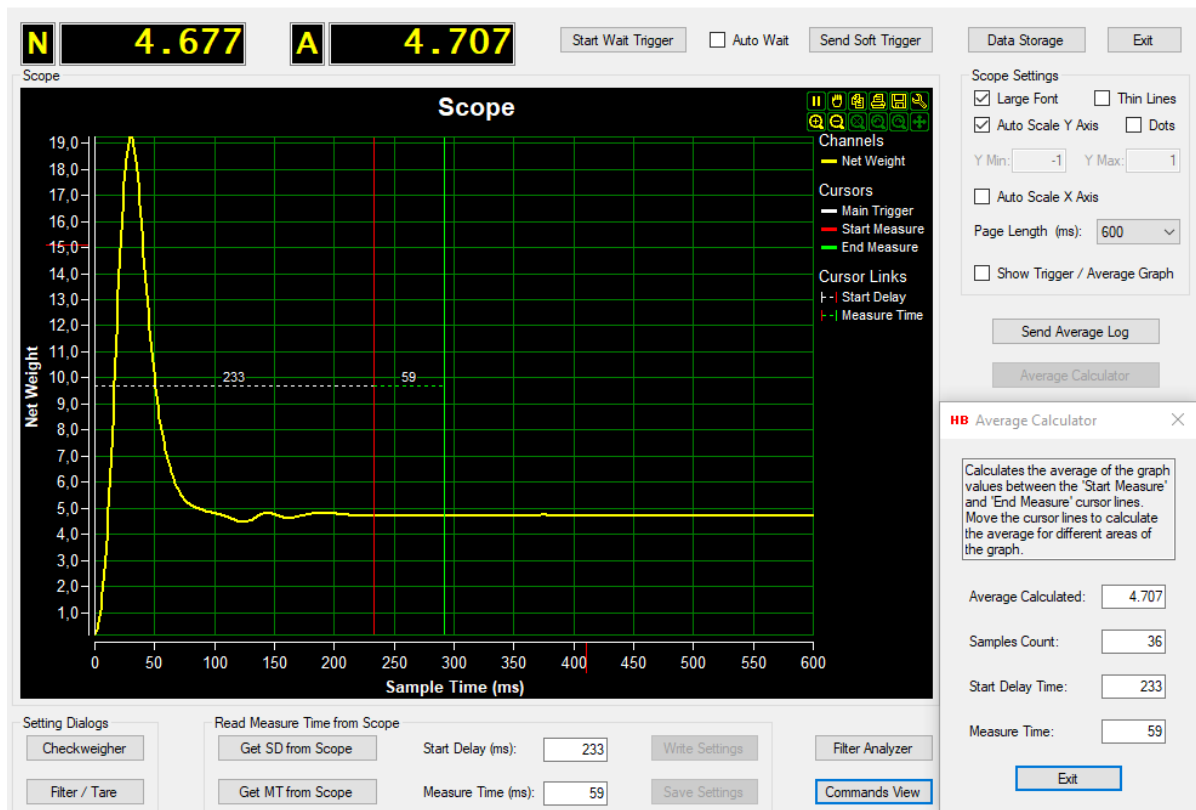 N 4.677 A 4.707 Start Wait Trigger Auto Wait Send Soft Trigger Data Storage Exit
Scope
Scope
19,0
18,0
17,0
16,0
15,0
14,0
13,0
12,0
11,0
10,0
9,0
8,0
7,0
6,0
5,0
4,0
3,0
2,0
1,0
Net Weight
233 59
0 50 100 150 200 250 300 350 400 450 500 550 600
Sample Time (ms)
Channels
Net Weight
Cursors
Main Trigger
Start Measure
End Measure
Cursor Links
Start Delay
Measure Time
Scope Settings
Large Font Thin Lines
Auto Scale Y Axis Dots
Y Min: -1 Y Max: 1
Auto Scale X Axis
Page Length (ms): 600
Show Trigger / Average Graph
Send Average Log
Average Calculator
HB Average Calculator
Calculates the average of the graph
values between the 'Start Measure'
and 'End Measure' cursor lines.
Move the cursor lines to calculate
the average for different areas of
the graph.
Average Calculated: 4.707
Samples Count: 36
Start Delay Time: 233
Measure Time: 59
Exit
Setting Dialogs
Checkweigher
Filter / Tare
Read Measure Time from Scope
Get SD from Scope Start Delay (ms): 233 Write Settings
Get MT from Scope Measure Time (ms): 59 Save Settings
Filter Analyzer
Commands View